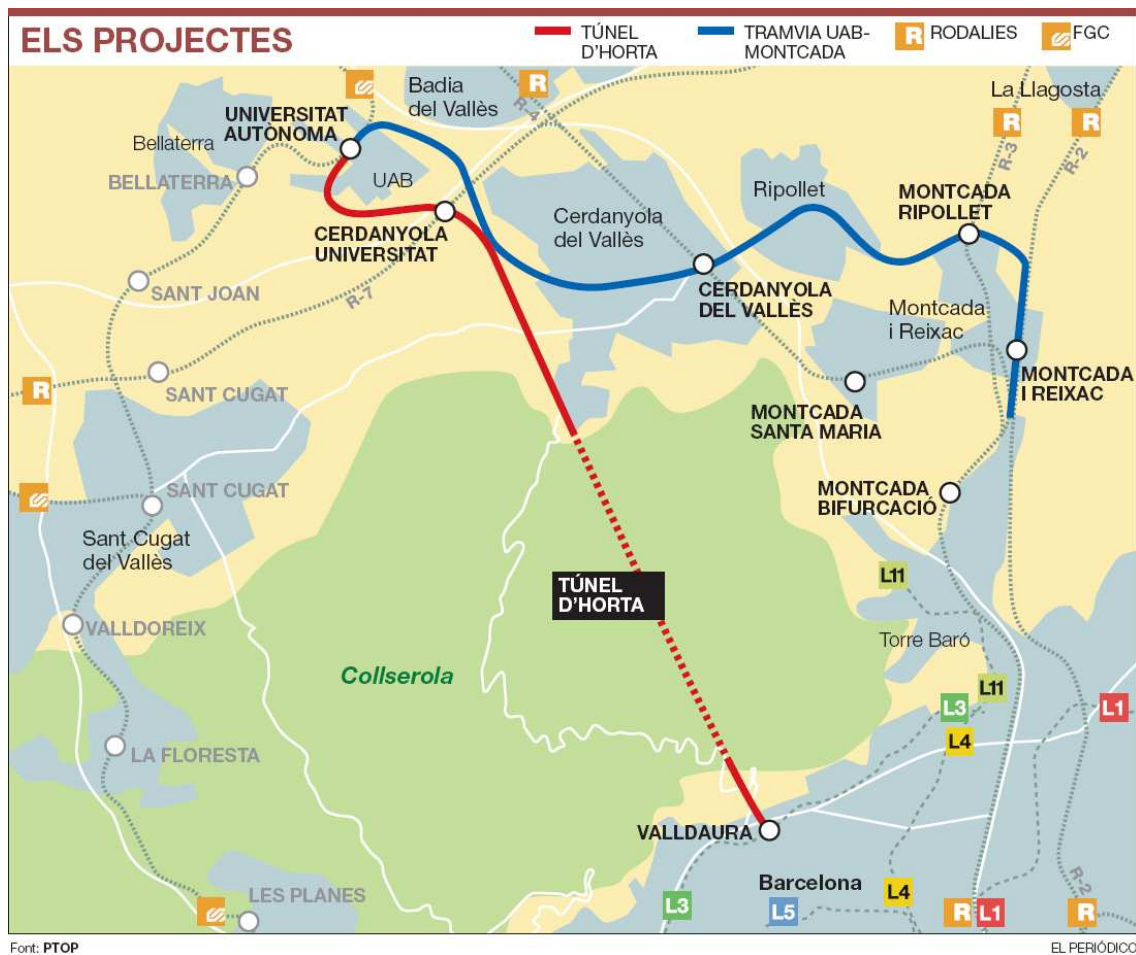 ELS PROJECTES
TÚNEL
D'HORTA
TRAMVIA UAB-
MONTCADA
R RODALIES
FGC
Badia
del Vallès
R
R-4
La Llagosta
R
R
R-3
R-2
UNIVERSITAT
AUTÒNOMA
Bellaterra
BELLATERRA
UAB
Ripollet
MONTCADA
RIPOLLET
CERDANYOLA
UNIVERSITAT
Cerdanyola
del Vallès
SANT JOAN
R-7
CERDANYOLA
DEL VALLÈS
Montcada
i Reixac
R
SANT CUGAT
MONTCADA
SANTA MARIA
MONTCADA
I REIXAC
SANT CUGAT
MONTCADA
BIFURCACIÓ
Sant Cugat
del Vallès
TÚNEL
D'HORTA
L11
VALLDOREIX
Torre Baró
Collserola
L11
L3
L1
L4
LA FLORESTA
VALLDAURA
Barcelona
LES PLANES
L3
L5
L4
R
L1
R-2
R
Font: PTOP
EL PERIÓDICO